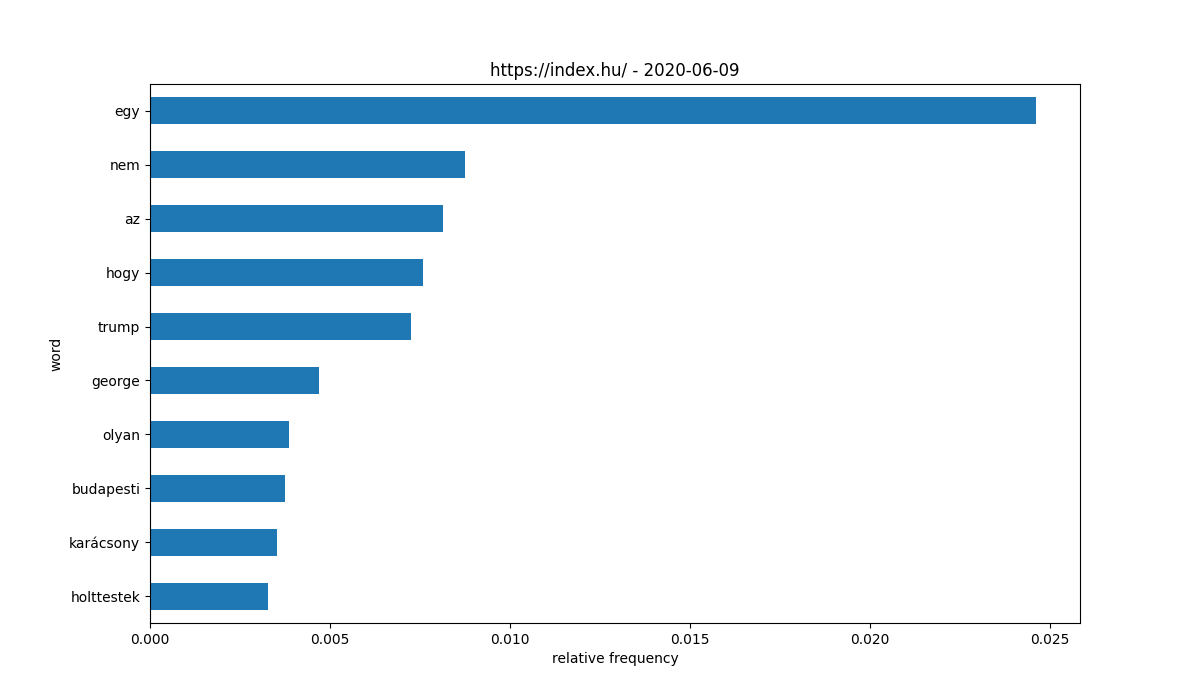 https://index.hu/ - 2020-06-09
egy
nem
az
hogy
trump
george
olyan
budapesti
karácsony
holttestek
word
0.000 0.005 0.010 0.015 0.020 0.025
relative frequency